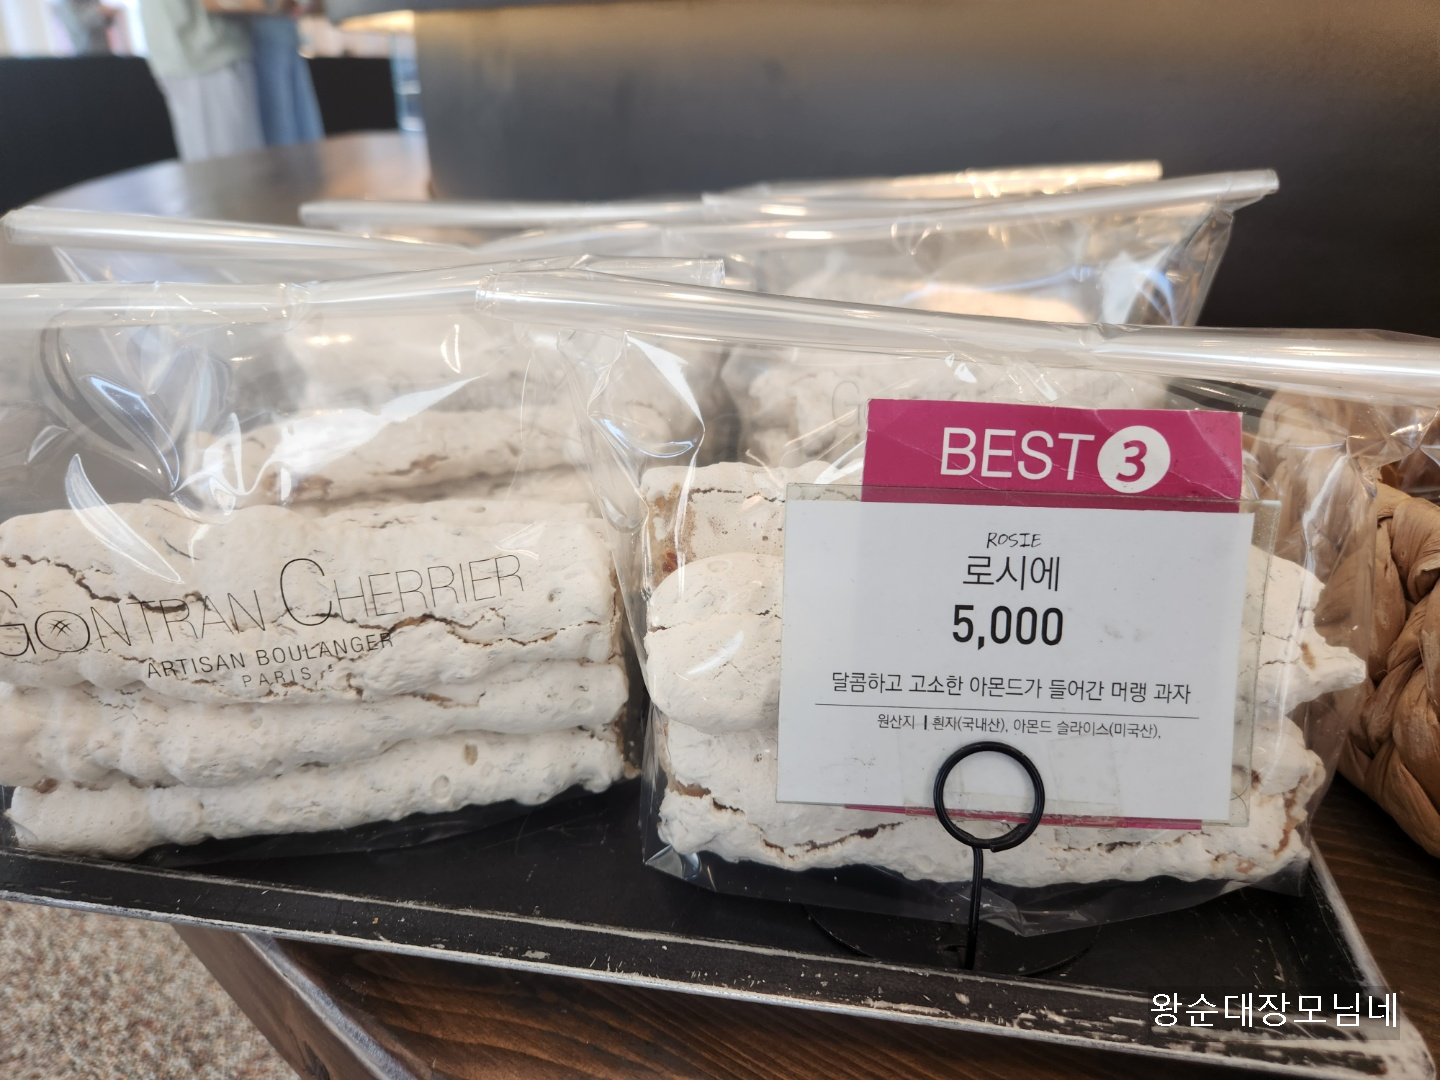 GONTRAN CHERRIER
ARTISAN BOULANGER
PARIS
BEST 3
ROSIE
로시에
5,000
달콤하고 고소한 아몬드가 들어간 머랭 과자
원산지 | 흰자(국내산), 아몬드 슬라이스(미국산),
왕순대장모님네